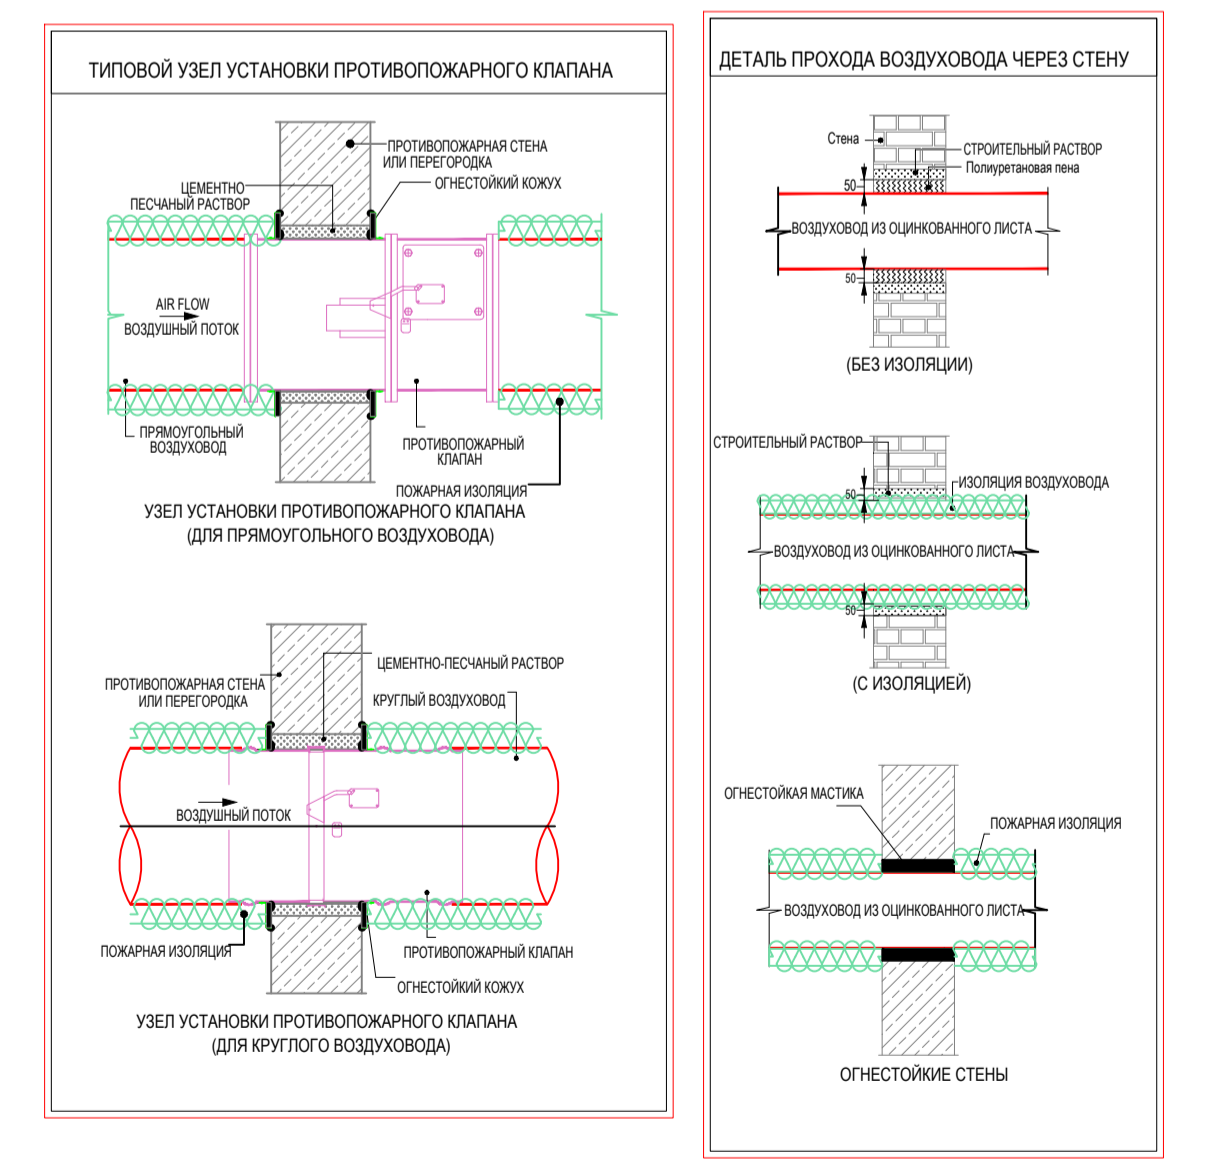 ТИПОВОЙ УЗЕЛ УСТАНОВКИ ПРОТИВОПОЖАРНОГО КЛАПАНА
ПРОТИВОПОЖАРНАЯ СТЕНА
ИЛИ ПЕРЕГОРОДКА
ОГНЕСТОЙКИЙ КОЖУХ
ЦЕМЕНТНО
ПЕСЧАНЫЙ РАСТВОР
AIR FLOW
ВОЗДУШНЫЙ ПОТОК
ПРЯМОУГОЛЬНЫЙ
ВОЗДУХОВОД
ПРОТИВОПОЖАРНЫЙ
КЛАПАН
ПОЖАРНАЯ ИЗОЛЯЦИЯ
УЗЕЛ УСТАНОВКИ ПРОТИВОПОЖАРНОГО КЛАПАНА
(ДЛЯ ПРЯМОУГОЛЬНОГО ВОЗДУХОВОДА)
ЦЕМЕНТНО-ПЕСЧАНЫЙ РАСТВОР
ПРОТИВОПОЖАРНАЯ СТЕНА
ИЛИ ПЕРЕГОРОДКА
КРУГЛЫЙ ВОЗДУХОВОД
ВОЗДУШНЫЙ ПОТОК
ПОЖАРНАЯ ИЗОЛЯЦИЯ
ПРОТИВОПОЖАРНЫЙ КЛАПАН
ОГНЕСТОЙКИЙ КОЖУХ
УЗЕЛ УСТАНОВКИ ПРОТИВОПОЖАРНОГО КЛАПАНА
(ДЛЯ КРУГЛОГО ВОЗДУХОВОДА)
ДЕТАЛЬ ПРОХОДА ВОЗДУХОВОДА ЧЕРЕЗ СТЕНУ
Стена
СТРОИТЕЛЬНЫЙ РАСТВОР
Полиуретановая пена
50
ВОЗДУХОВОД ИЗ ОЦИНКОВАННОГО ЛИСТА
50
(БЕЗ ИЗОЛЯЦИИ)
СТРОИТЕЛЬНЫЙ РАСТВОР
ИЗОЛЯЦИЯ ВОЗДУХОВОДА
50
ВОЗДУХОВОД ИЗ ОЦИНКОВАННОГО ЛИСТА
50
(С ИЗОЛЯЦИЕЙ)
ОГНЕСТОЙКАЯ МАСТИКА
ПОЖАРНАЯ ИЗОЛЯЦИЯ
ВОЗДУХОВОД ИЗ ОЦИНКОВАННОГО ЛИСТА
ОГНЕСТОЙКИЕ СТЕНЫ